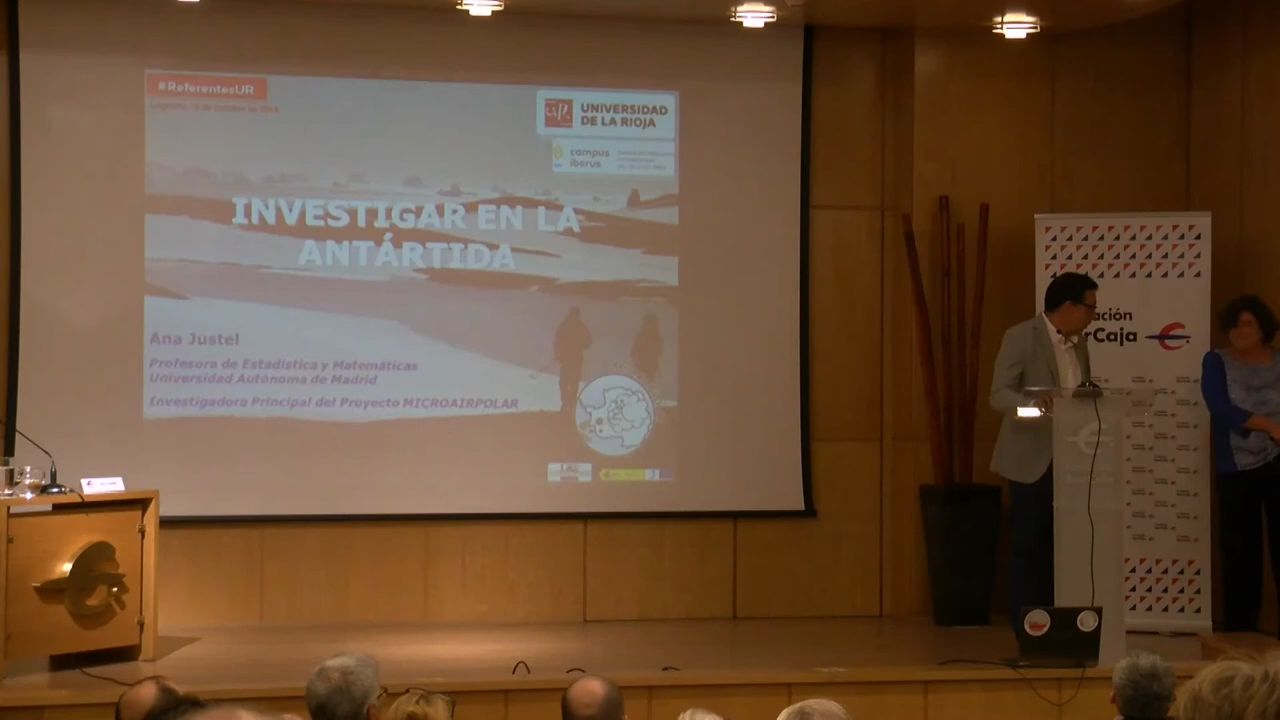 #ReferentesUR
UNIVERSIDAD
DE LA RIOJA
campus
iberus
INVESTIGAR EN LA
ANTÁRTIDA
Ana Justel
Profesora de Estadística y Matemáticas
Universidad Autónoma de Madrid
Investigadora Principal del Proyecto MICROAIRPOLAR
ación
rCaja